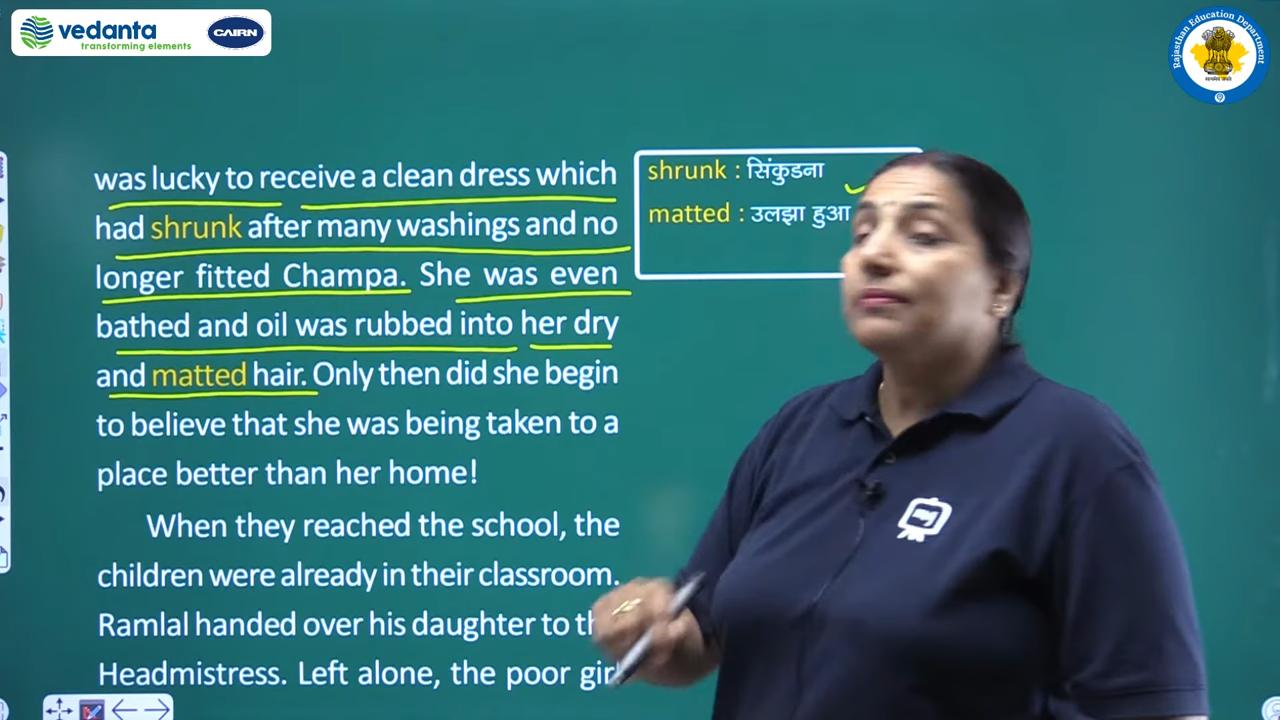 vedanta
transforming elements
CAIRN
Rajasthan Education Department
was lucky to receive a clean dress which
had shrunk after many washings and no
longer fitted Champa. She was even
bathed and oil was rubbed into her dry
and matted hair. Only then did she begin
to believe that she was being taken to a
place better than her home!
When they reached the school, the
children were already in their classroom.
Ramlal handed over his daughter to
Headmistress. Left alone, the poor
shrunk : सिंकुडना
matted : उलझा हुआ